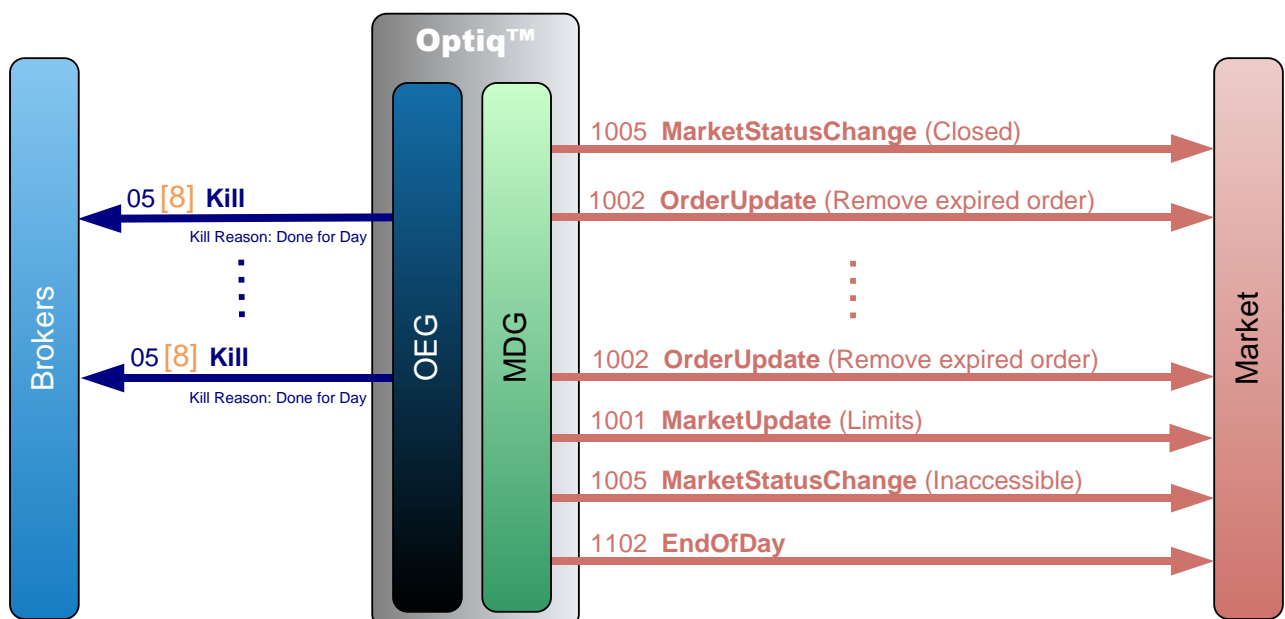 Optiq™
1005 MarketStatusChange (Closed)
05 [8] Kill
1002 OrderUpdate (Remove expired order)
Kill Reason: Done for Day
Brokers
OEG
MDG
Market
05 [8] Kill
1002 OrderUpdate (Remove expired order)
Kill Reason: Done for Day
1001 MarketUpdate (Limits)
1005 MarketStatusChange (Inaccessible)
1102 EndOfDay